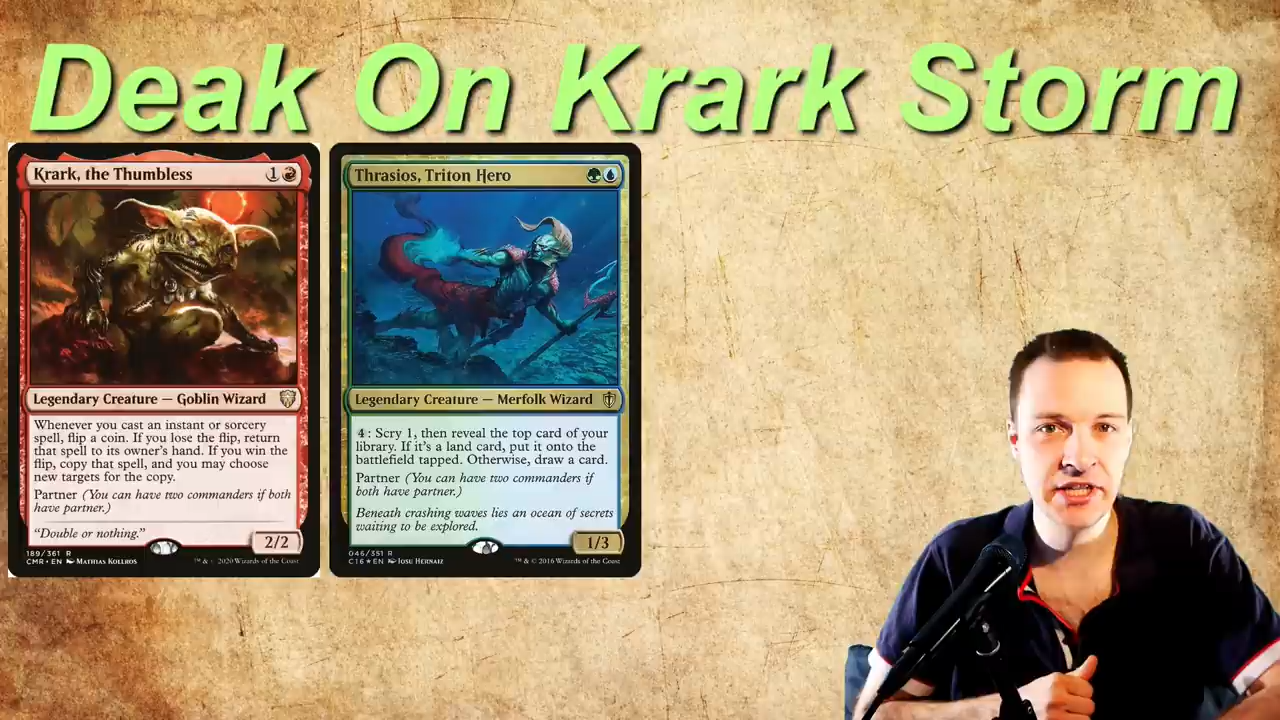 Deak On Krark Storm
Krark, the Thumbless 1
Legendary Creature — Goblin Wizard
Whenever you cast an instant or sorcery
spell, flip a coin. If you lose the flip, return
that spell to its owner's hand. If you win the
flip, copy that spell, and you may choose
new targets for the copy.
Partner (You can have two commanders if both
have partner.)
"Double or nothing."
2/2
189/361 R
CMR • EN Mathias Kollros
™ & © 2020 Wizards of the Coast
Thrasios, Triton Hero
Legendary Creature — Merfolk Wizard
4: Scry 1, then reveal the top card of your
library. If it's a land card, put it onto the
battlefield tapped. Otherwise, draw a card.
Partner (You can have two commanders if
both have partner.)
Beneath crashing waves lies an ocean of secrets
waiting to be explored.
1/3
046/351 R
C16 ★ EN Iosu Hernaiz
™ & © 2016 Wizards of the Coast